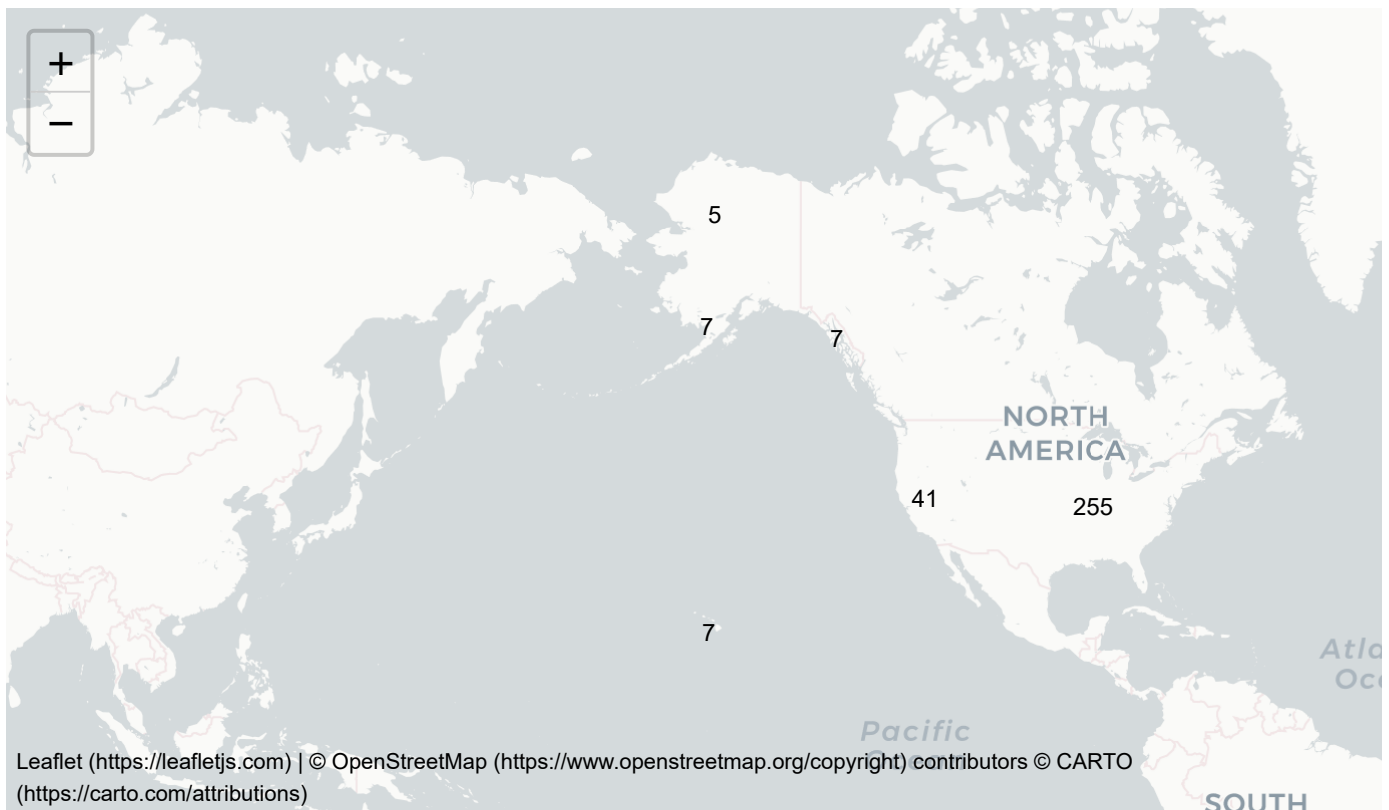 +
−
5
7
7
NORTH
AMERICA
41
255
7
Atla
Oce
Pacific
Leaflet (https://leafletjs.com) | © OpenStreetMap (https://www.openstreetmap.org/copyright) contributors © CARTO
(https://carto.com/attributions)
SOUTH